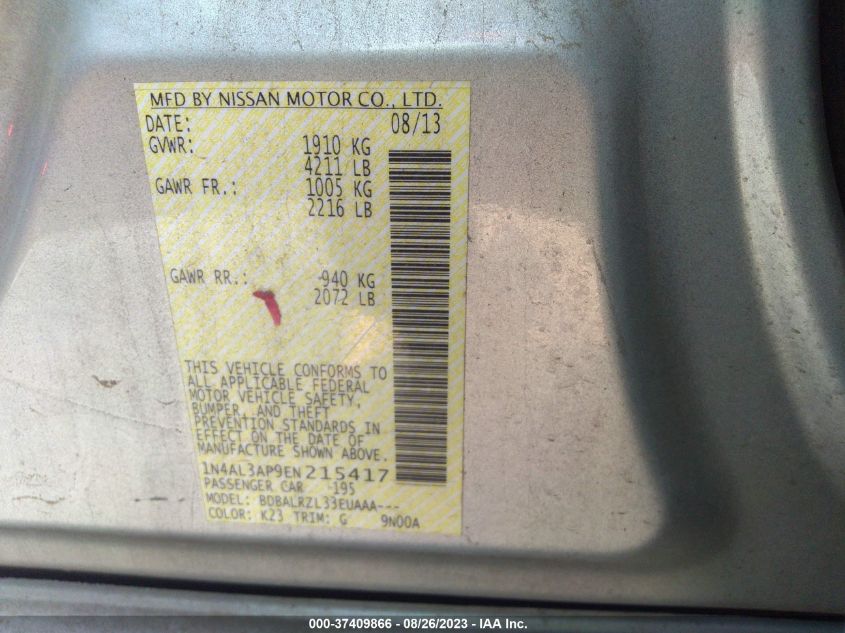 MFD BY NISSAN MOTOR CO., LTD.
DATE: 08/13
GVWR: 1910 KG
4211 LB
GAWR FR.: 1005 KG
2216 LB
GAWR RR.: 940 KG
2072 LB
THIS VEHICLE CONFORMS TO
ALL APPLICABLE FEDERAL
MOTOR VEHICLE SAFETY,
BUMPER, AND THEFT
PREVENTION STANDARDS IN
EFFECT ON THE DATE OF
MANUFACTURE SHOWN ABOVE.
1N4AL3AP9EN215417
PASSENGER CAR -195
MODEL: BDBALRZL33EUAAA---
COLOR: K23 TRIM: G 9N00A
000-37409866 - 08/26/2023 - IAA Inc.